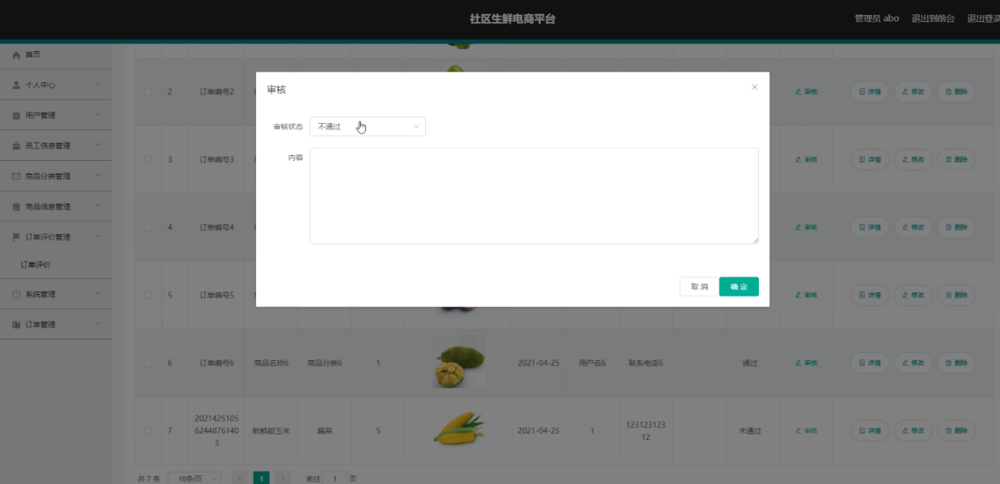 社区生鲜电商平台
管理员 abo 退出到前台 退出登录
首页
个人中心
用户管理
员工信息管理
商品分类管理
商品信息管理
订单评价管理
订单评价
系统管理
订单管理
审核
审核状态 不通过
内容
取 消 确 定
2 订单编号2 审核 详情 修改 删除
3 订单编号3 审核 详情 修改 删除
4 订单编号4 审核 详情 修改 删除
5 订单编号5 审核 详情 修改 删除
6 订单编号6 商品名称6 商品分类6 1 2021-04-25 用户名6 联系电话6 通过 审核 详情 修改 删除
7 2021425105
6244876140
3 新鲜甜玉米 蔬菜 5 2021-04-25 1 123123123
12 未通过 审核 详情 修改 删除
共 7 条 10条/页 1 前往 1 页